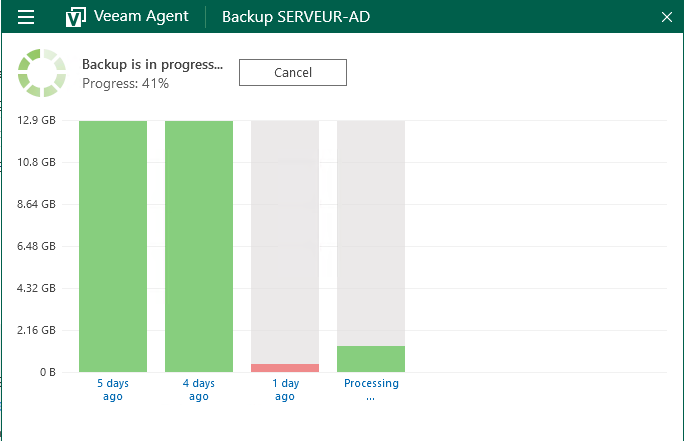 Veeam Agent
Backup SERVEUR-AD
Backup is in progress...
Progress: 41%
Cancel
12.9 GB
10.8 GB
8.64 GB
6.48 GB
4.32 GB
2.16 GB
0 B
5 days
ago
4 days
ago
1 day
ago
Processing
...